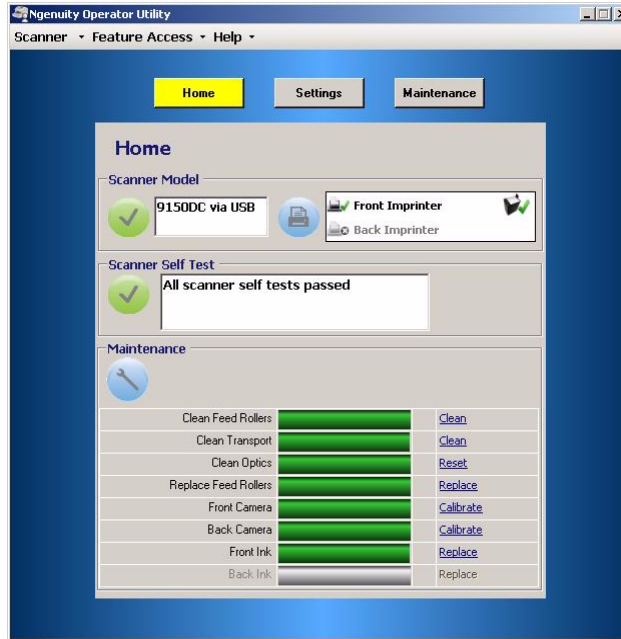 Ngenuity Operator Utility
Scanner Feature Access Help
Home Settings Maintenance
Home
Scanner Model
9150DC via USB
Front Imprinter
Back Imprinter
Scanner Self Test
All scanner self tests passed
Maintenance
Clean Feed Rollers Clean
Clean Transport Clean
Clean Optics Reset
Replace Feed Rollers Replace
Front Camera Calibrate
Back Camera Calibrate
Front Ink Replace
Back Ink Replace